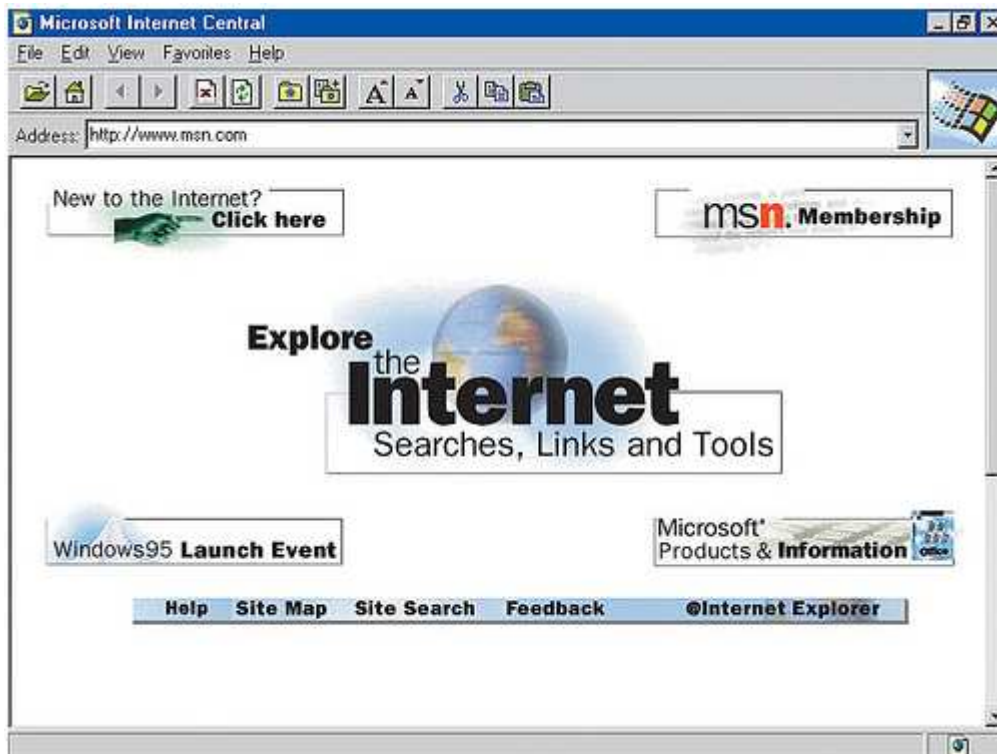 Microsoft Internet Central
File Edit View Favorites Help
A A
Address: http://www.msn.com
New to the Internet?
Click here
msn. Membership
Explore
the
Internet
Searches, Links and Tools
Windows95 Launch Event
Microsoft
Products & Information
Office
Help Site Map Site Search Feedback @Internet Explorer